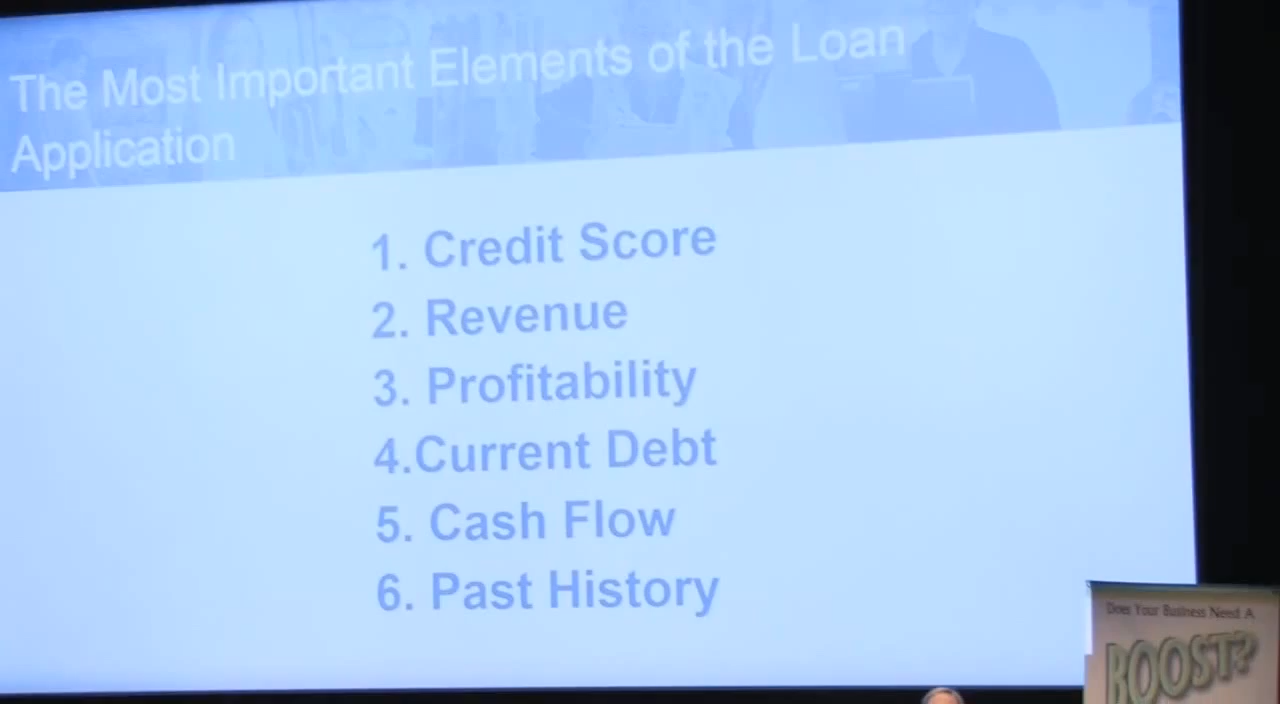 The Most Important Elements of the Loan
Application
1. Credit Score
2. Revenue
3. Profitability
4.Current Debt
5. Cash Flow
6. Past History
Does Your Business Need A
BOOST?